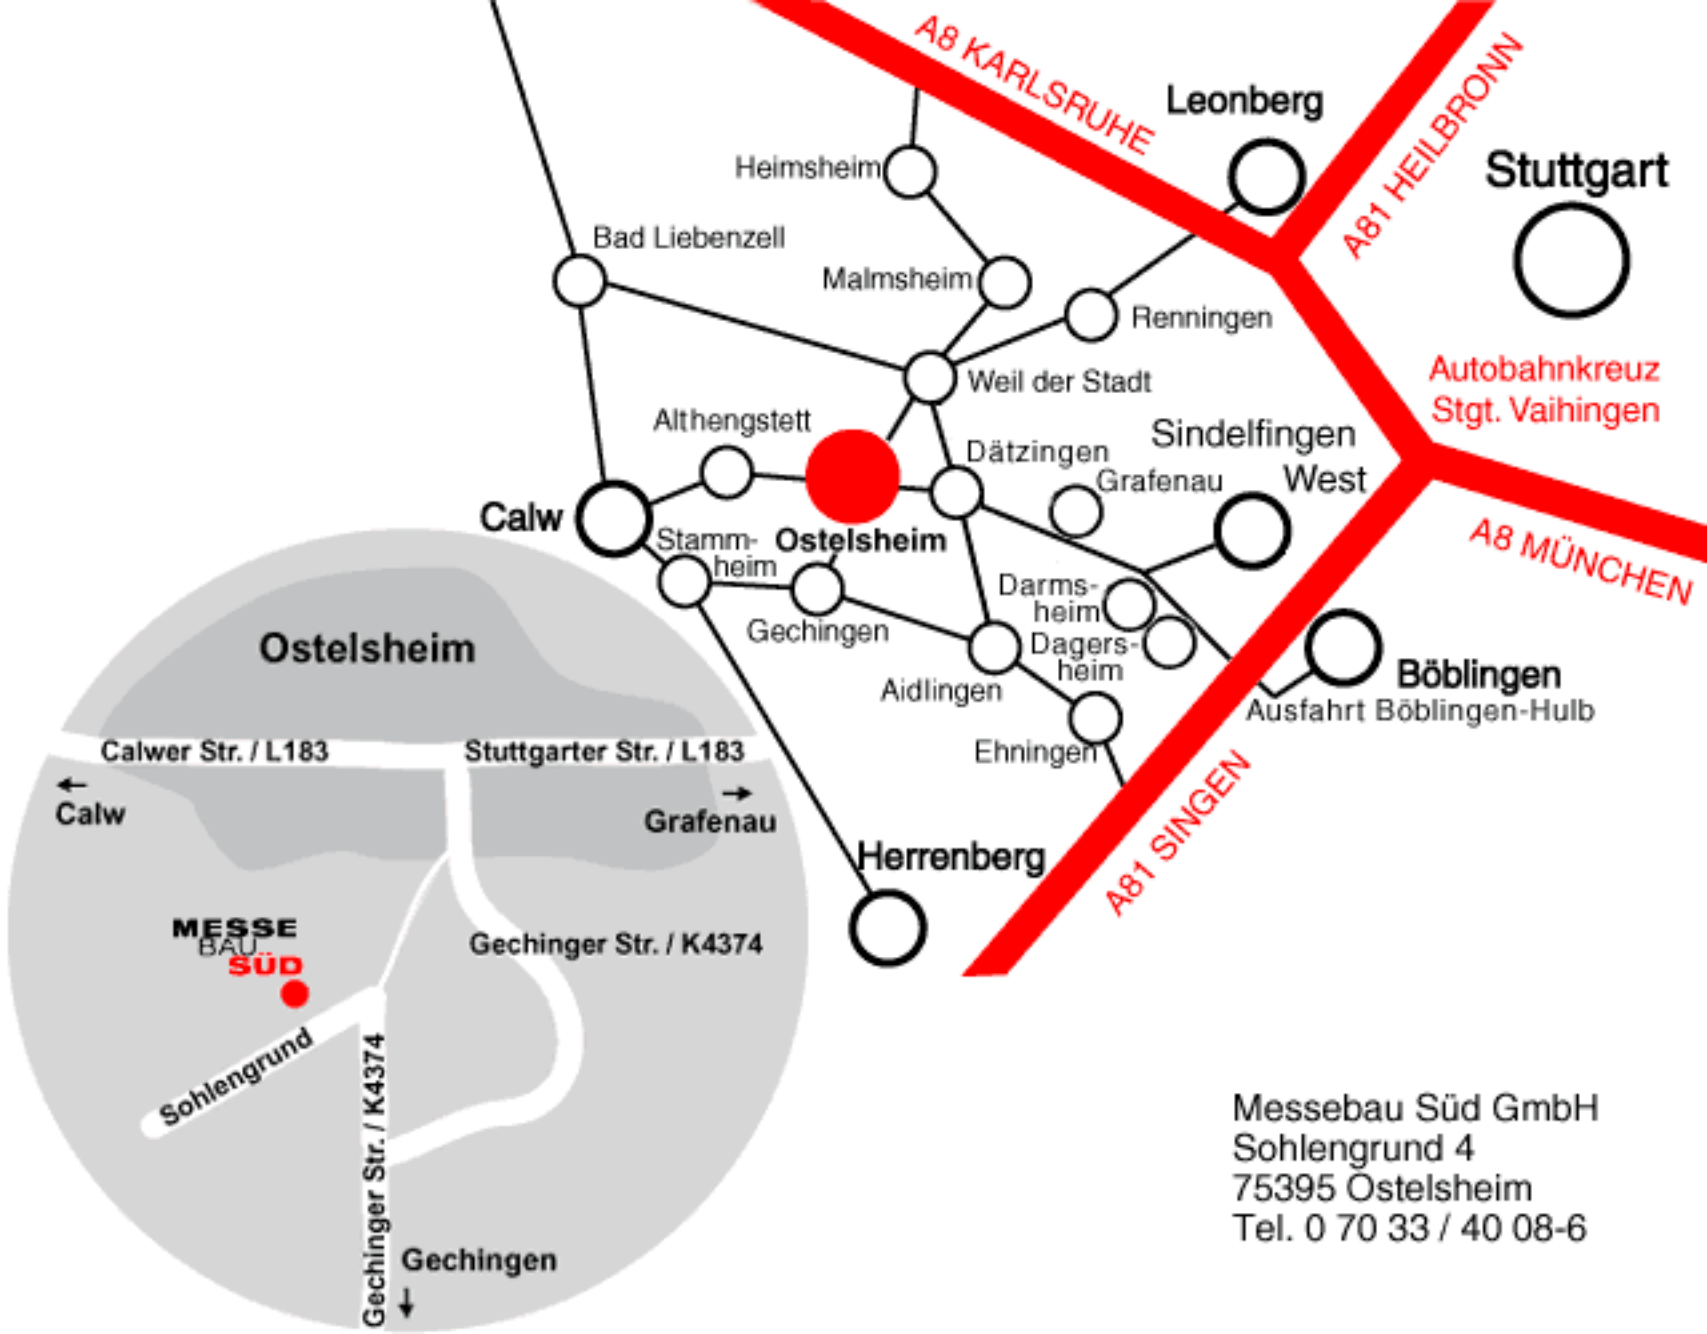 A8 KARLSRUHE
A81 HEILBRONN
Leonberg
Stuttgart
Heimsheim
Bad Liebenzell
Malmsheim
Renningen
Weil der Stadt
Autobahnkreuz
Stgt. Vaihingen
Althengstett
Sindelfingen
West
Dätzingen
Grafenau
Calw
Ostelsheim
Stamm-
heim
A8 MÜNCHEN
Darms-
heim
Gechingen
Dagers-
heim
Aidlingen
Böblingen
Ausfahrt Böblingen-Hulb
Ehningen
A81 SINGEN
Herrenberg
Ostelsheim
Calwer Str. / L183
Stuttgarter Str. / L183
Calw
Grafenau
MESSE
BAU
SÜD
Gechinger Str. / K4374
Sohlengrund
Gechinger Str. / K4374
Gechingen
Messebau Süd GmbH
Sohlengrund 4
75395 Ostelsheim
Tel. 0 70 33 / 40 08-6